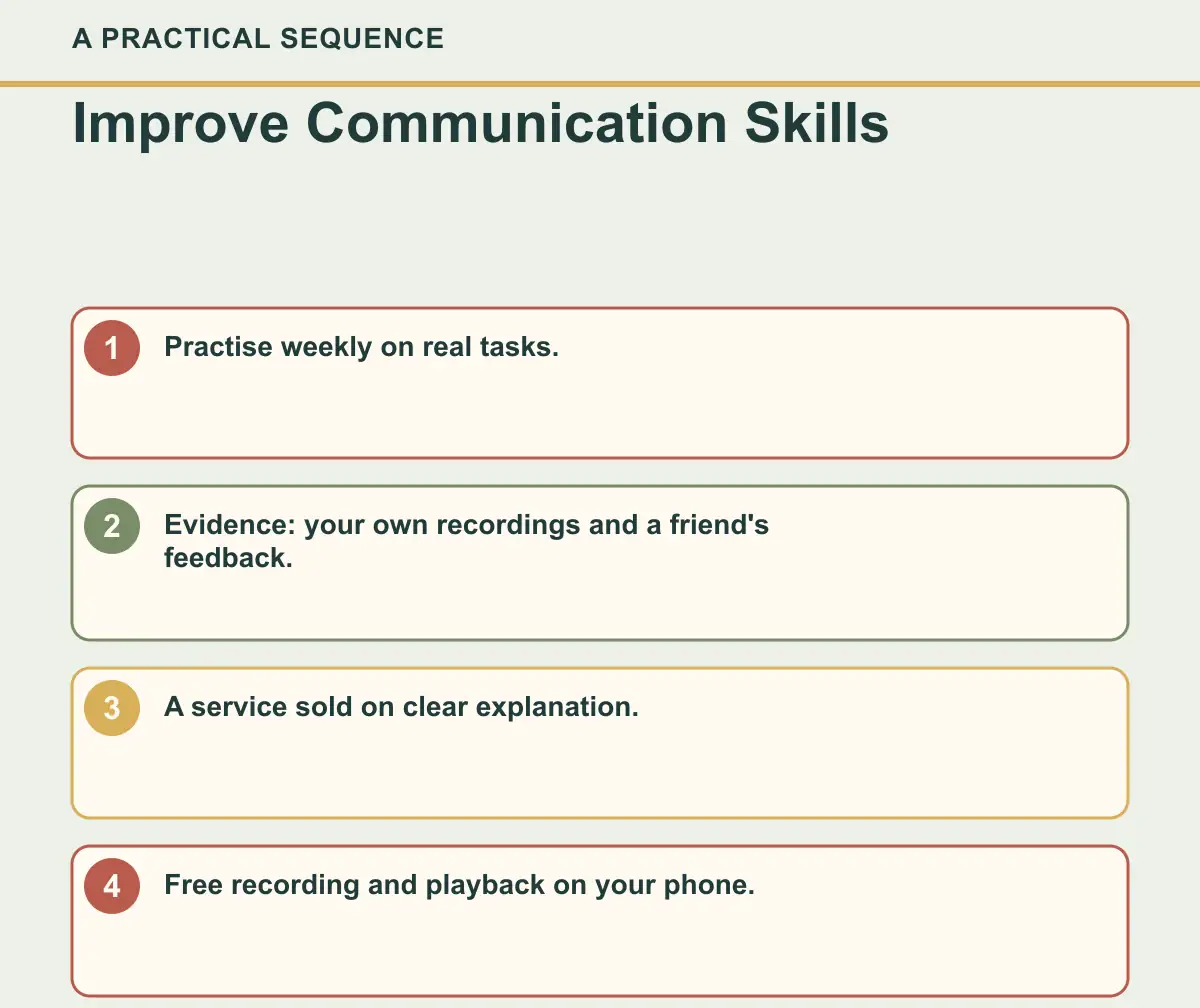 A PRACTICAL SEQUENCE
Improve Communication Skills
1
Practise weekly on real tasks.
2
Evidence: your own recordings and a friend's
feedback.
3
A service sold on clear explanation.
4
Free recording and playback on your phone.